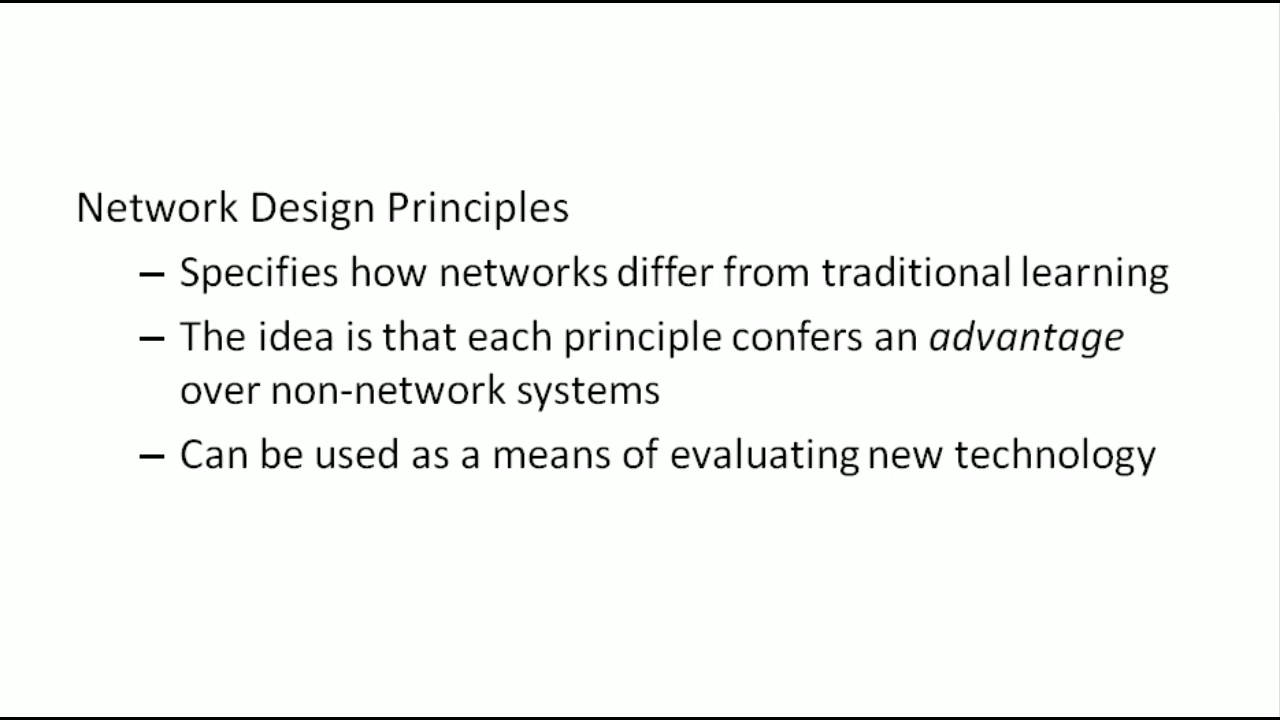 Network Design Principles
– Specifies how networks differ from traditional learning
– The idea is that each principle confers an advantage
over non-network systems
– Can be used as a means of evaluating new technology